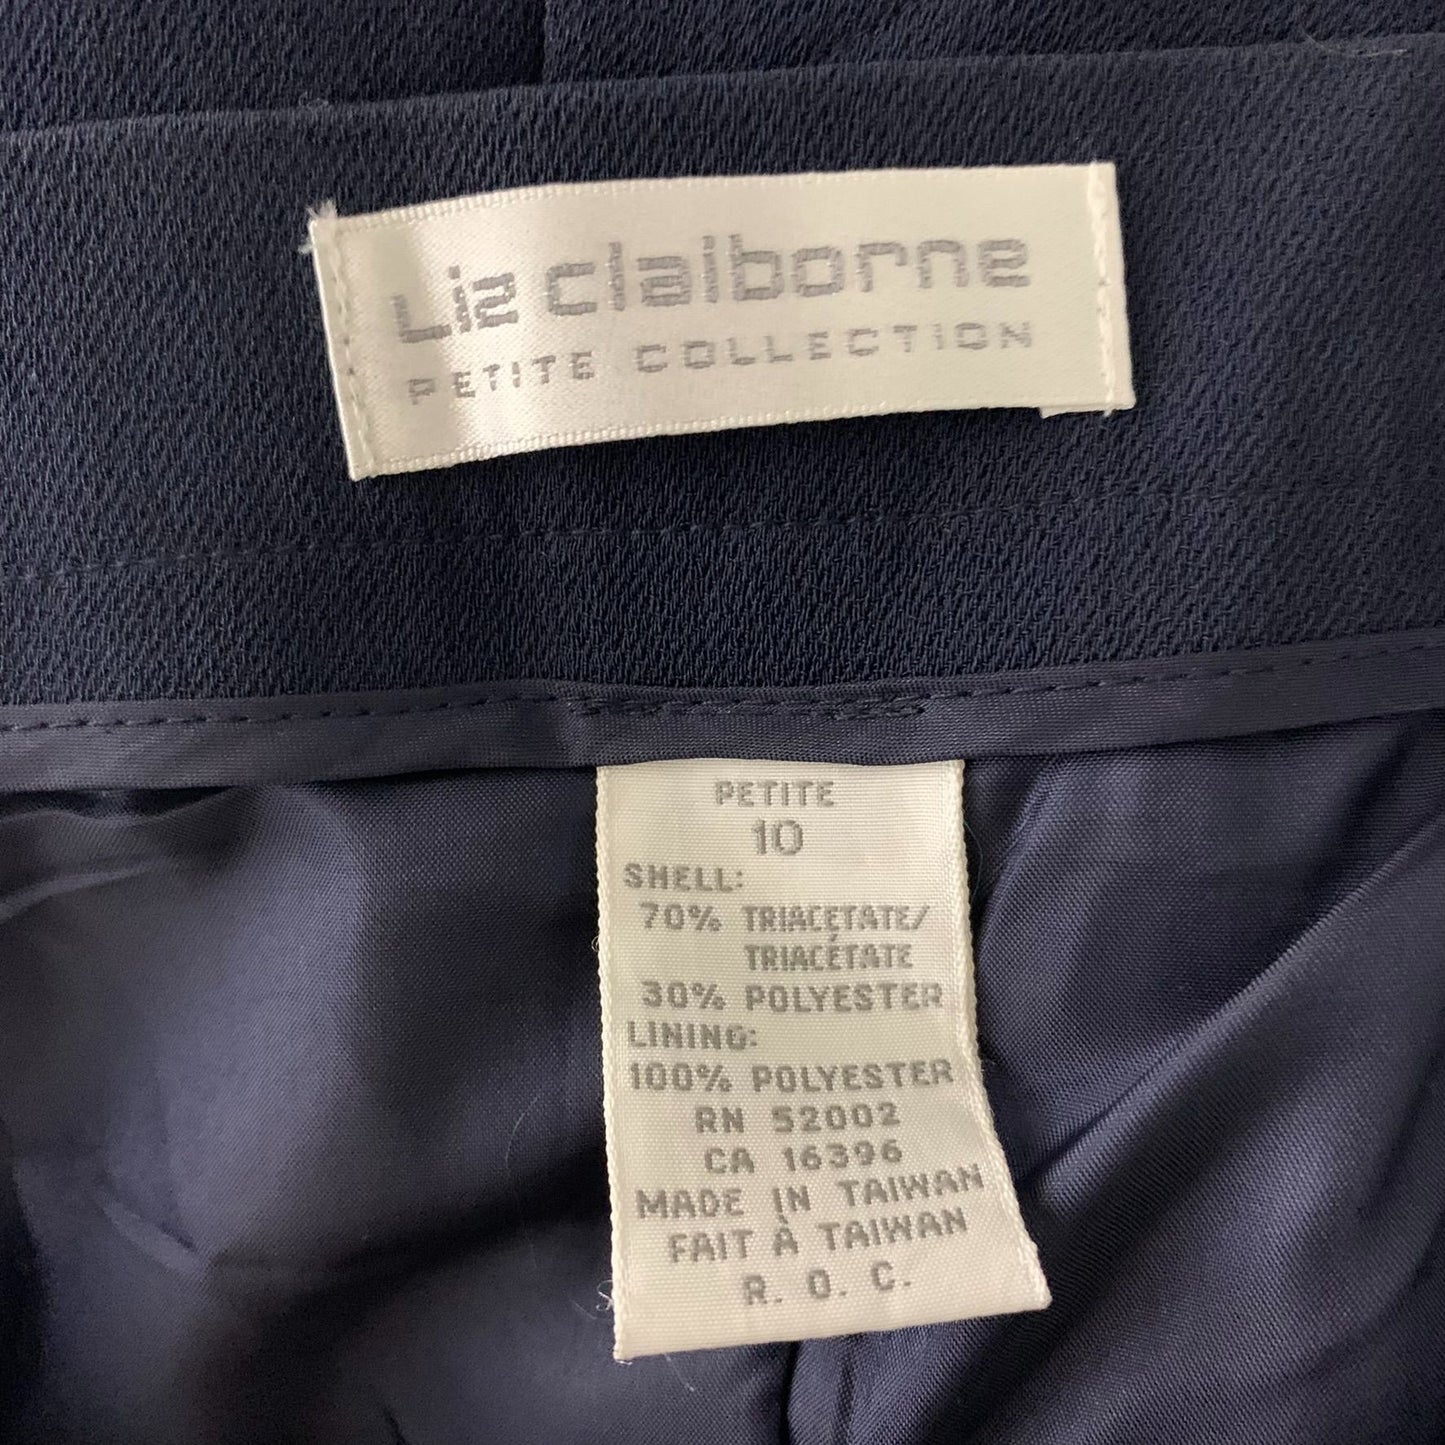 Liz claiborne
PETITE COLLECTION
PETITE
10
SHELL:
70% TRIACETATE/
TRIACÉTATE
30% POLYESTER
LINING:
100% POLYESTER
RN 52002
CA 16396
MADE IN TAIWAN
FAIT À TAIWAN
R. O. C.